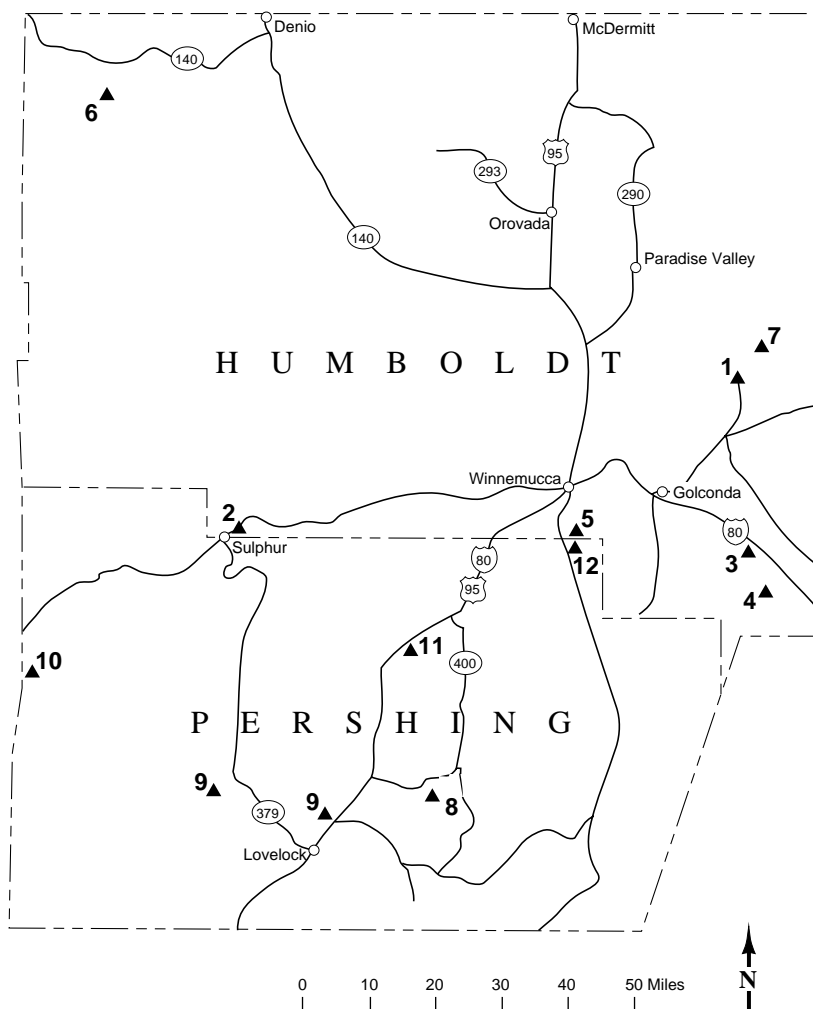 Denio
McDermitt
140
6
95
293
290
Orovada
140
Paradise Valley
7
HUMBOLDT
1
Winnemucca
Golconda
2
5
80
Sulphur
3
80
12
95
4
11
400
10
PERSHING
9
9
8
379
Lovelock
N
0 10 20 30 40 50 Miles